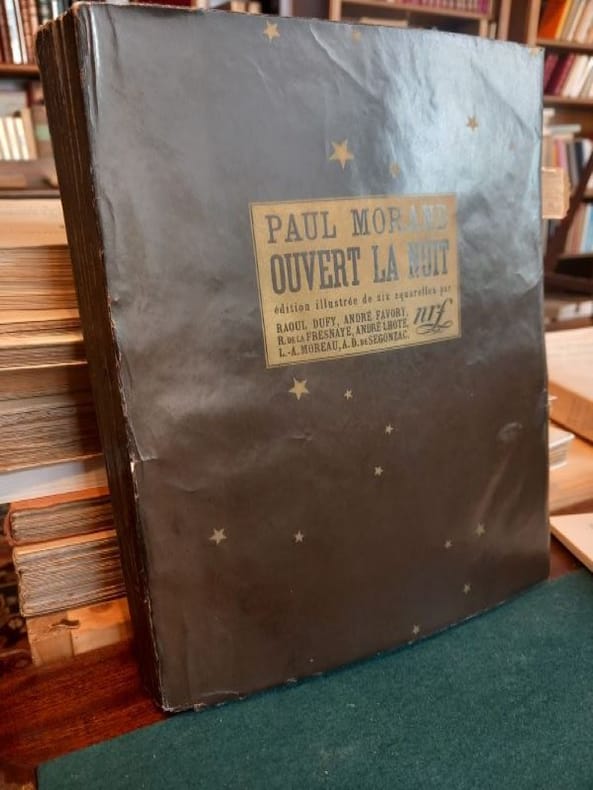 PAUL MORAND
OUVERT LA NUIT
édition illustrée de six aquarelles par
RAOUL DUFY, ANDRÉ FAVORY,
R. DE LA FRESNAYE, ANDRÉ LHOTE,
L.-A. MOREAU, A. D. DE SEGONZAC.
nrf